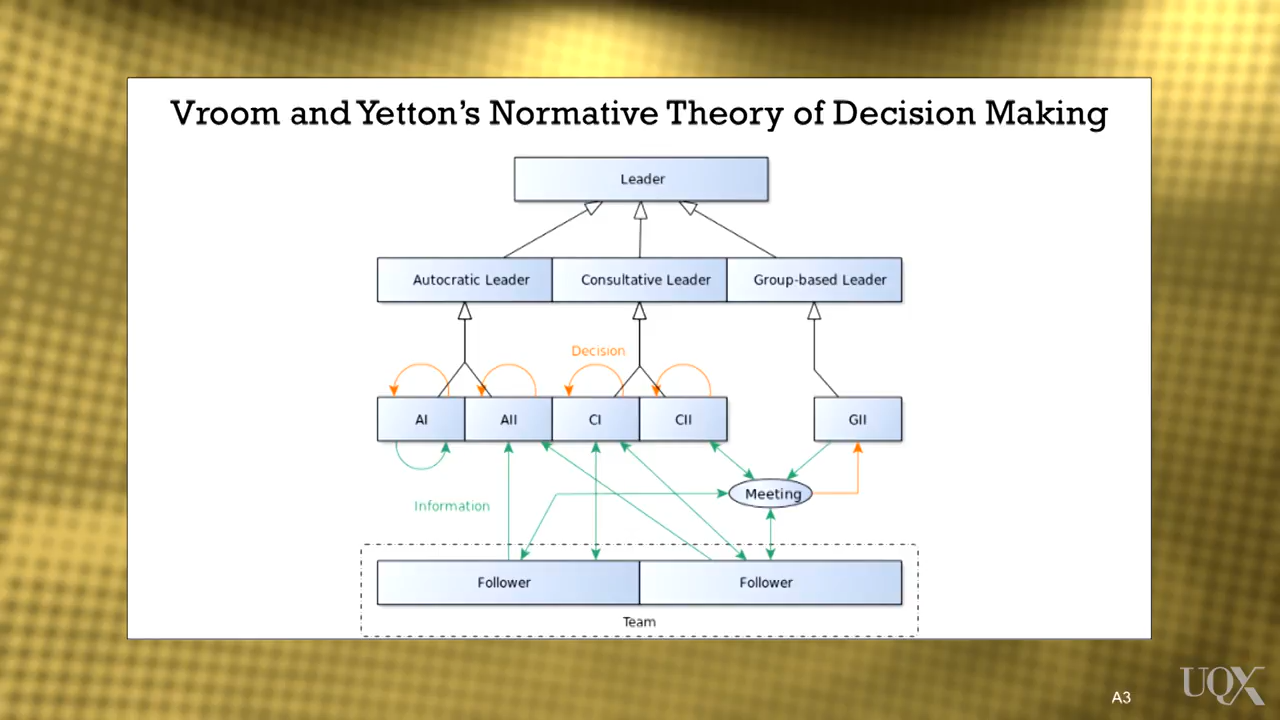 Vroom and Yetton's Normative Theory of Decision Making
Leader
Autocratic Leader
Consultative Leader
Group-based Leader
Decision
AI
AII
CI
CII
GII
Meeting
Information
Follower
Follower
Team
A3
UQX